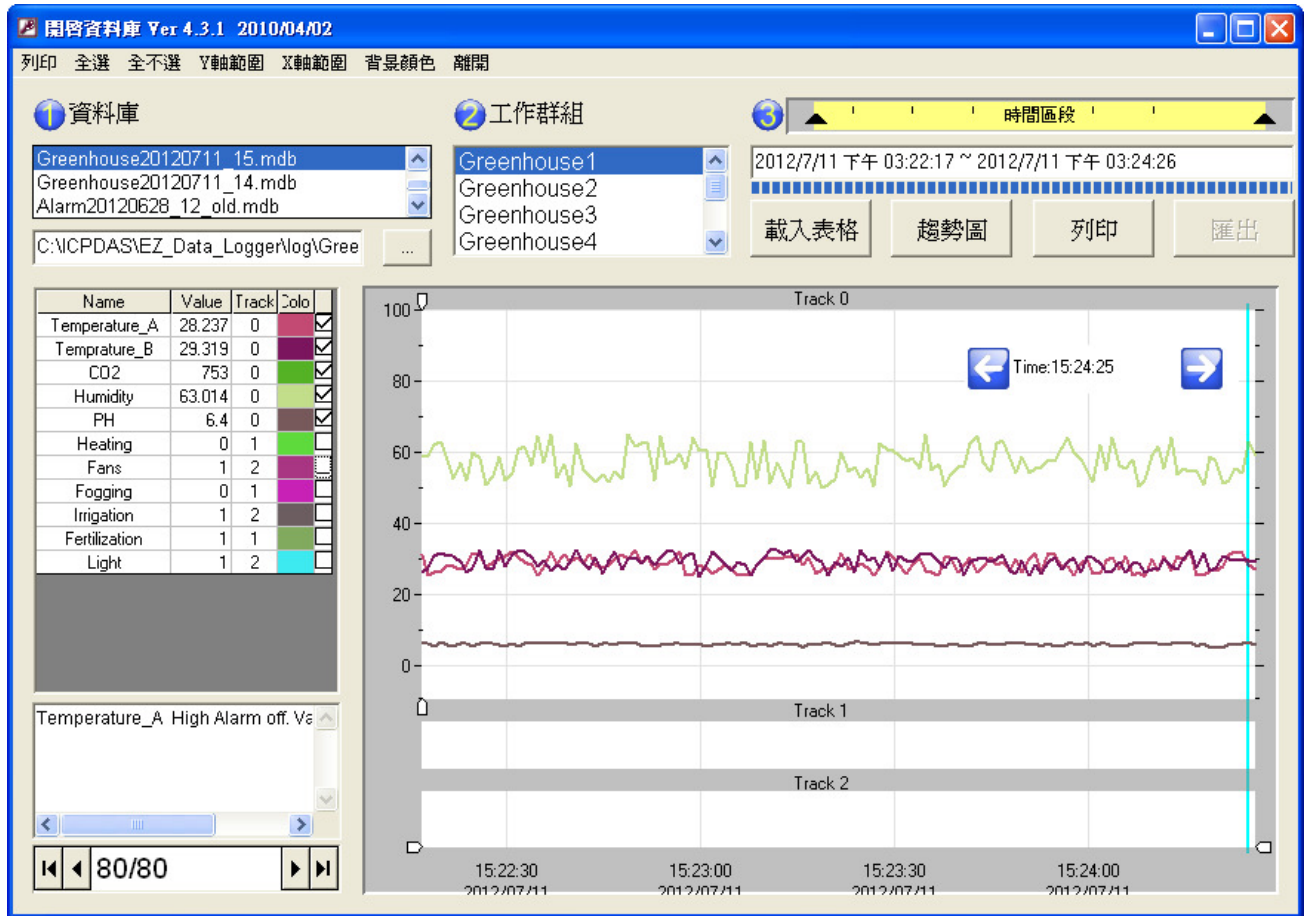 開啓資料庫 Ver 4.3.1 2010/04/02
列印 全選 全不選 Y軸範圍 X軸範圍 背景顏色 離開
1 資料庫
Greenhouse20120711_15.mdb
Greenhouse20120711_14.mdb
Alarm20120628_12_old.mdb
C:\ICPDAS\EZ_Data_Logger\log\Gree
...
2 工作群組
Greenhouse1
Greenhouse2
Greenhouse3
Greenhouse4
3 時間區段
2012/7/11 下午 03:22:17 ~ 2012/7/11 下午 03:24:26
載入表格 趨勢圖 列印 匯出
Name Value Track Colo
Temperature_A 28.237 0
Temprature_B 29.319 0
CO2 753 0
Humidity 63.014 0
PH 6.4 0
Heating 0 1
Fans 1 2
Fogging 0 1
Irrigation 1 2
Fertilization 1 1
Light 1 2
Temperature_A High Alarm off. Va
80/80
Track 0
Time:15:24:25
100
80
60
40
20
0
Track 1
Track 2
15:22:30 15:23:00 15:23:30 15:24:00
2012/07/11 2012/07/11 2012/07/11 2012/07/11